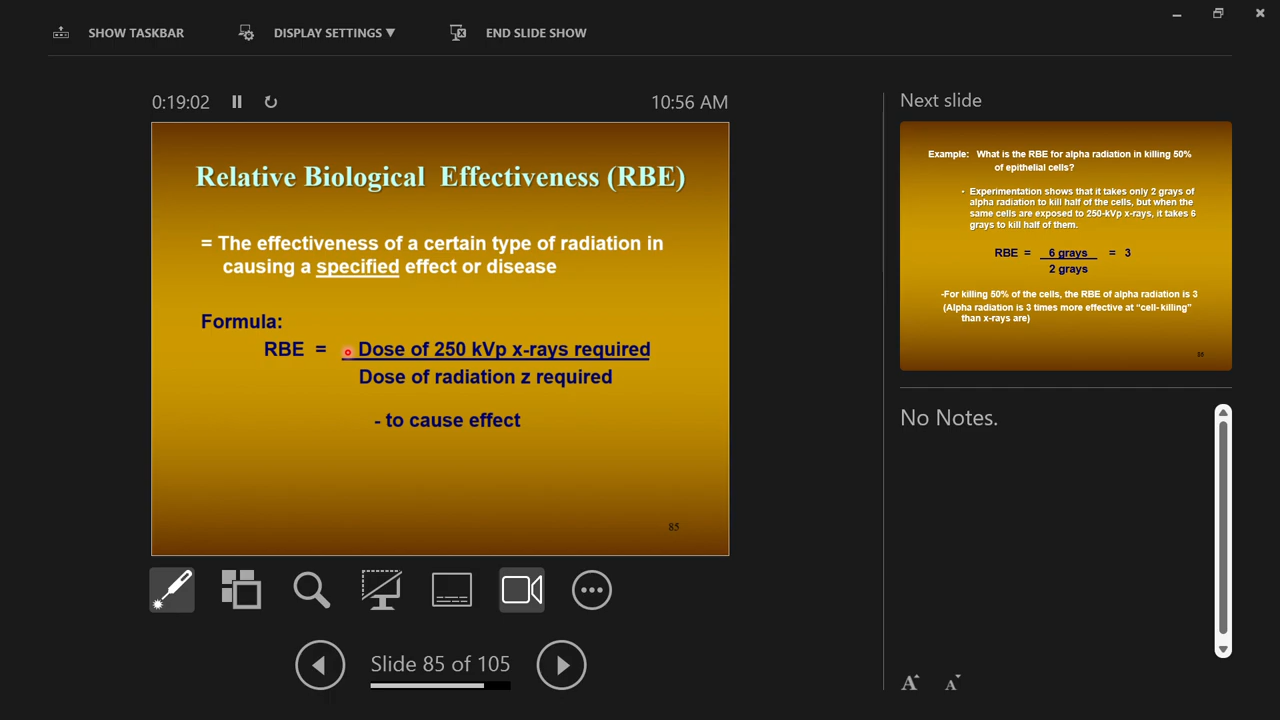 SHOW TASKBAR
DISPLAY SETTINGS ▼
END SLIDE SHOW
0:19:02
10:56 AM
Relative Biological Effectiveness (RBE)
= The effectiveness of a certain type of radiation in
causing a specified effect or disease
Formula:
RBE = Dose of 250 kVp x-rays required
Dose of radiation z required
- to cause effect
85
Slide 85 of 105
Next slide
Example: What is the RBE for alpha radiation in killing 50%
of epithelial cells?
• Experimentation shows that it takes only 2 grays of
alpha radiation to kill half of the cells, but when the
same cells are exposed to 250-kVp x-rays, it takes 6
grays to kill half of them.
RBE = 6 grays = 3
2 grays
-For killing 50% of the cells, the RBE of alpha radiation is 3
(Alpha radiation is 3 times more effective at “cell-killing”
than x-rays are)
86
No Notes.
A A